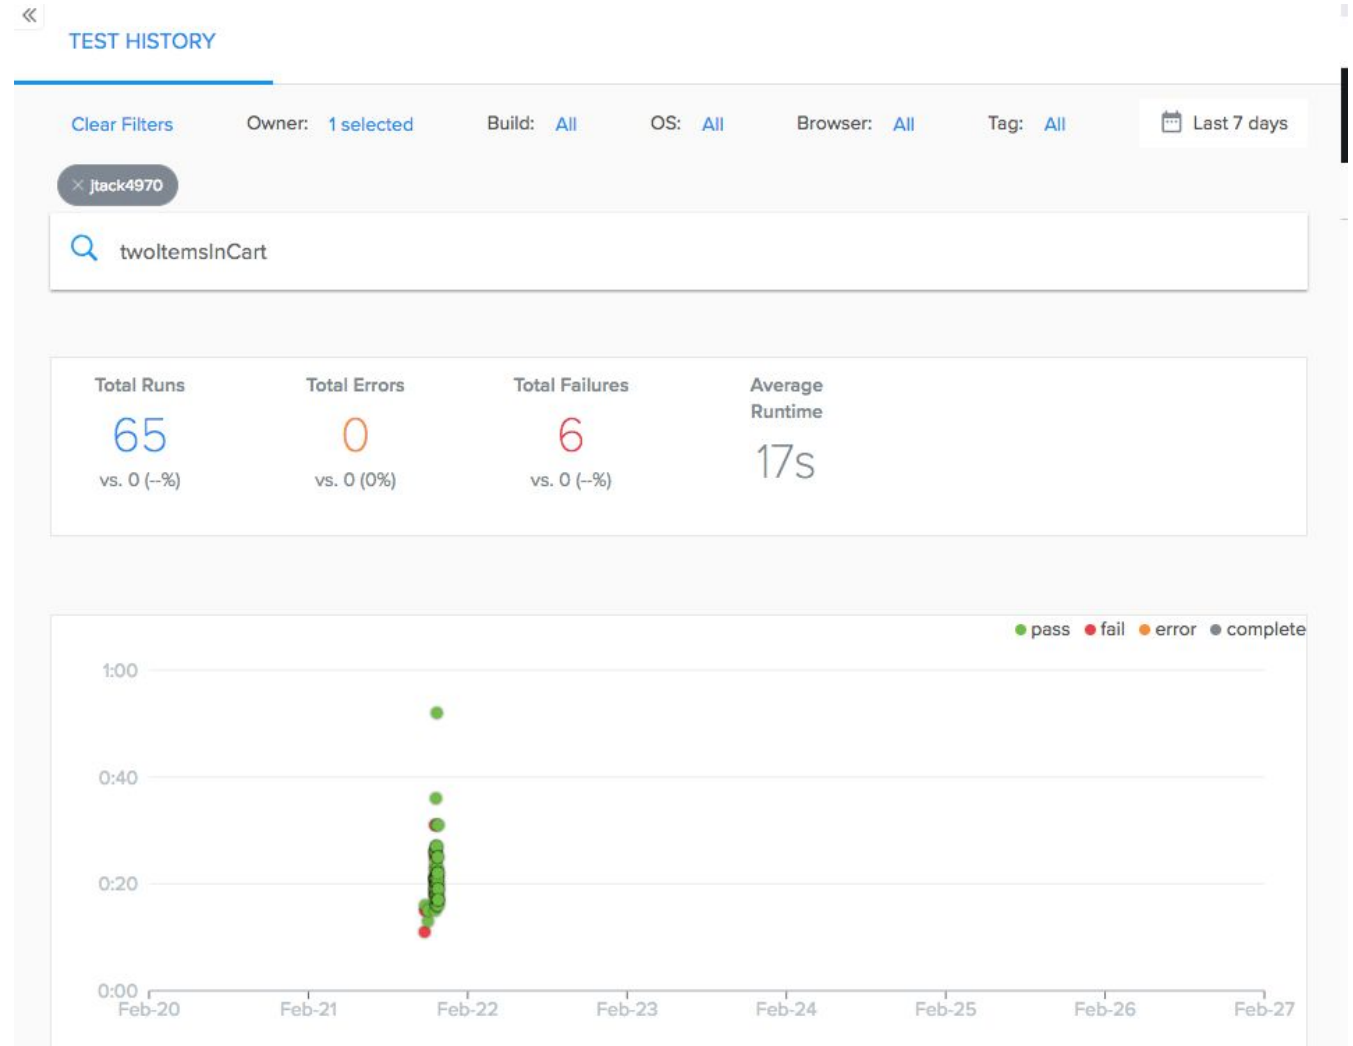 TEST HISTORY
Clear Filters Owner: 1 selected Build: All OS: All Browser: All Tag: All Last 7 days
jtack4970
twoItemsInCart
Total Runs Total Errors Total Failures Average
Runtime
65 0 6 17s
vs. 0 (--%) vs. 0 (0%) vs. 0 (--%)
pass fail error complete
1:00
0:40
0:20
0:00
Feb-20 Feb-21 Feb-22 Feb-23 Feb-24 Feb-25 Feb-26 Feb-27